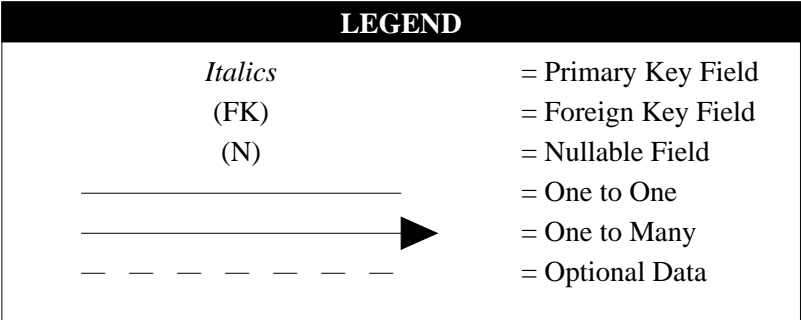 LEGEND
Italics = Primary Key Field
(FK) = Foreign Key Field
(N) = Nullable Field
= One to One
= One to Many
= Optional Data